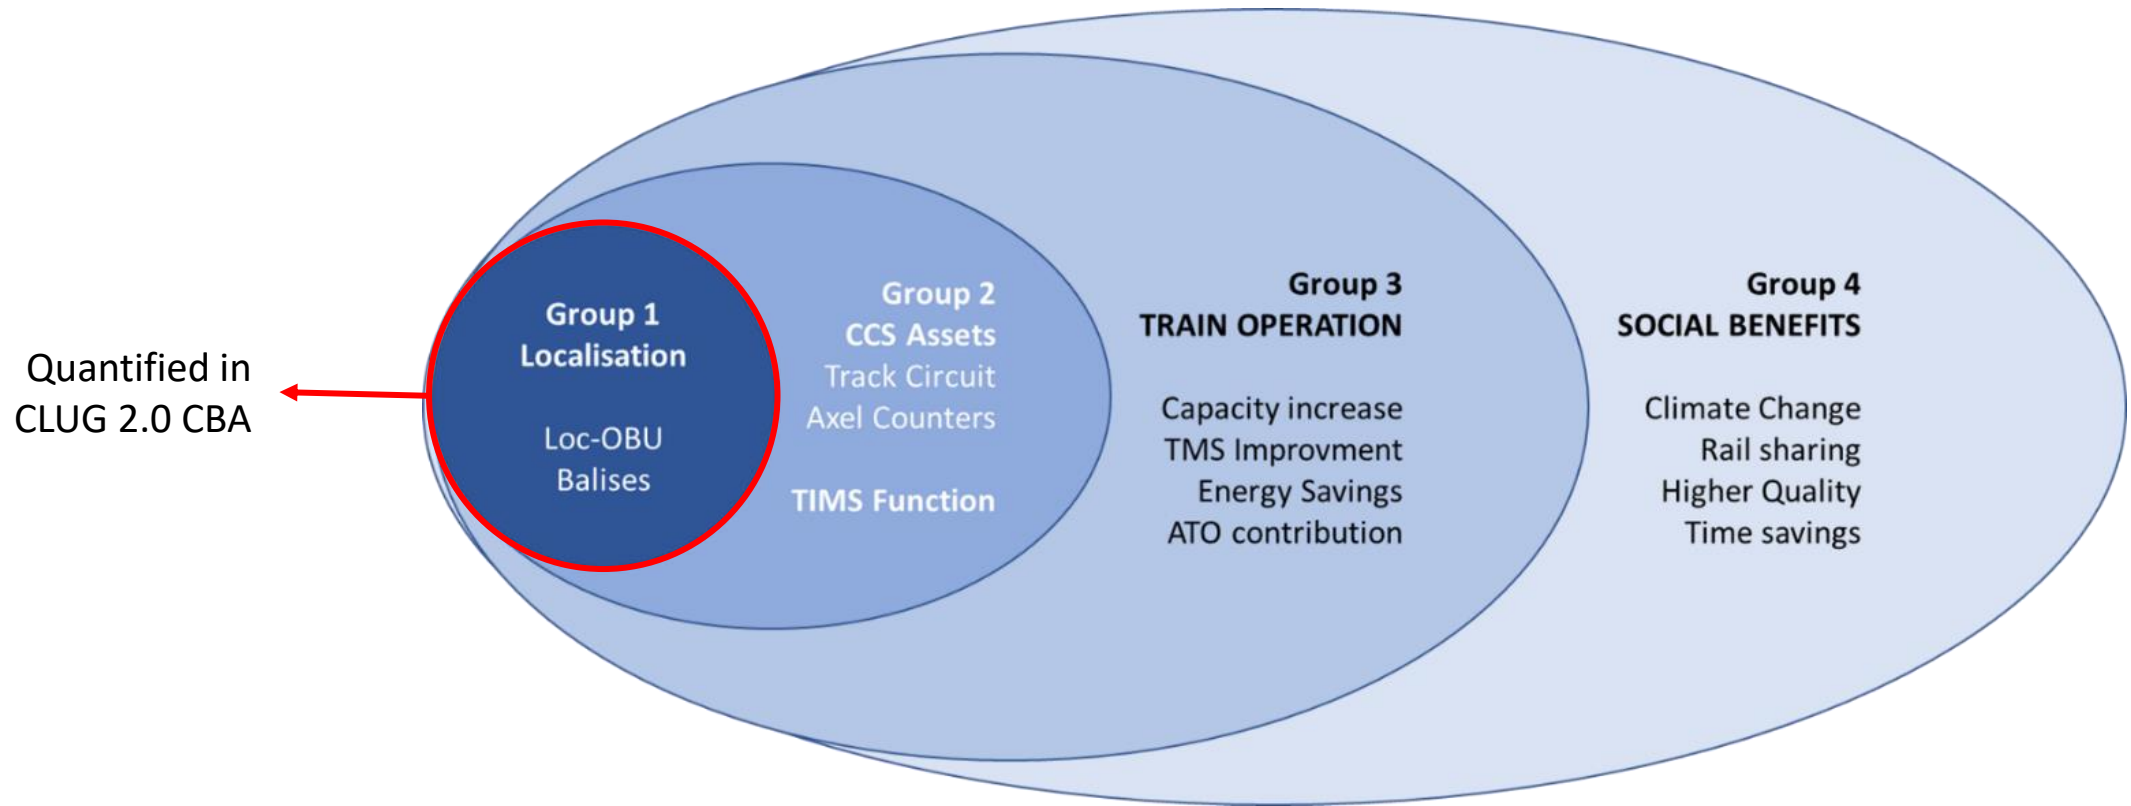 Quantified in
CLUG 2.0 CBA
Group 1
Localisation
Loc-OBU
Balises
Group 2
CCS Assets
Track Circuit
Axel Counters
TIMS Function
Group 3
TRAIN OPERATION
Capacity increase
TMS Improvment
Energy Savings
ATO contribution
Group 4
SOCIAL BENEFITS
Climate Change
Rail sharing
Higher Quality
Time savings